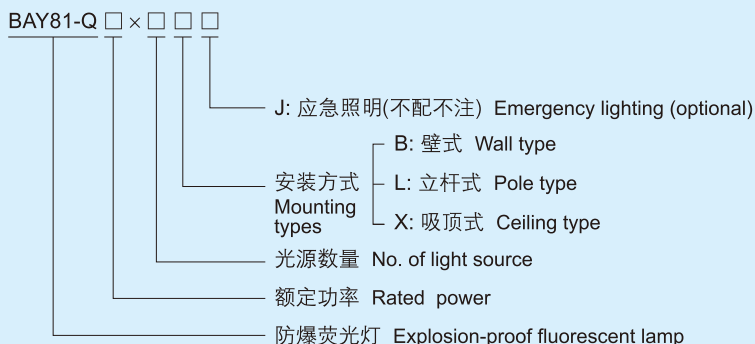 BAY81-Q □ × □ □ □
J: 应急照明(不配不注) Emergency lighting (optional)
B: 壁式 Wall type
安装方式 L: 立杆式 Pole type
Mounting
types
X: 吸顶式 Ceiling type
光源数量 No. of light source
额定功率 Rated power
防爆荧光灯 Explosion-proof fluorescent lamp